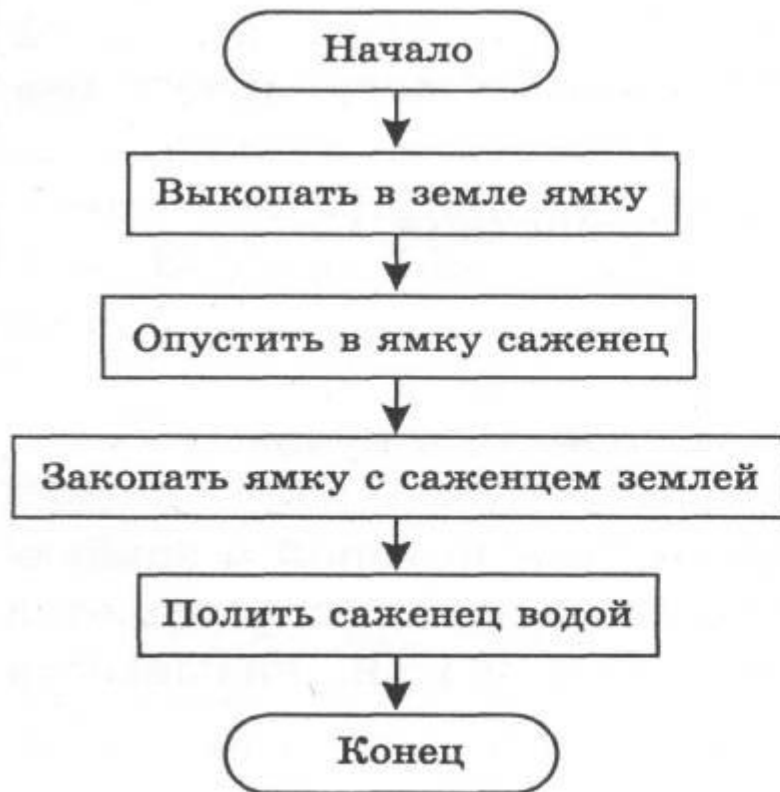 Начало
Выкопать в земле ямку
Опустить в ямку саженец
Закопать ямку с саженцем землей
Полить саженец водой
Конец